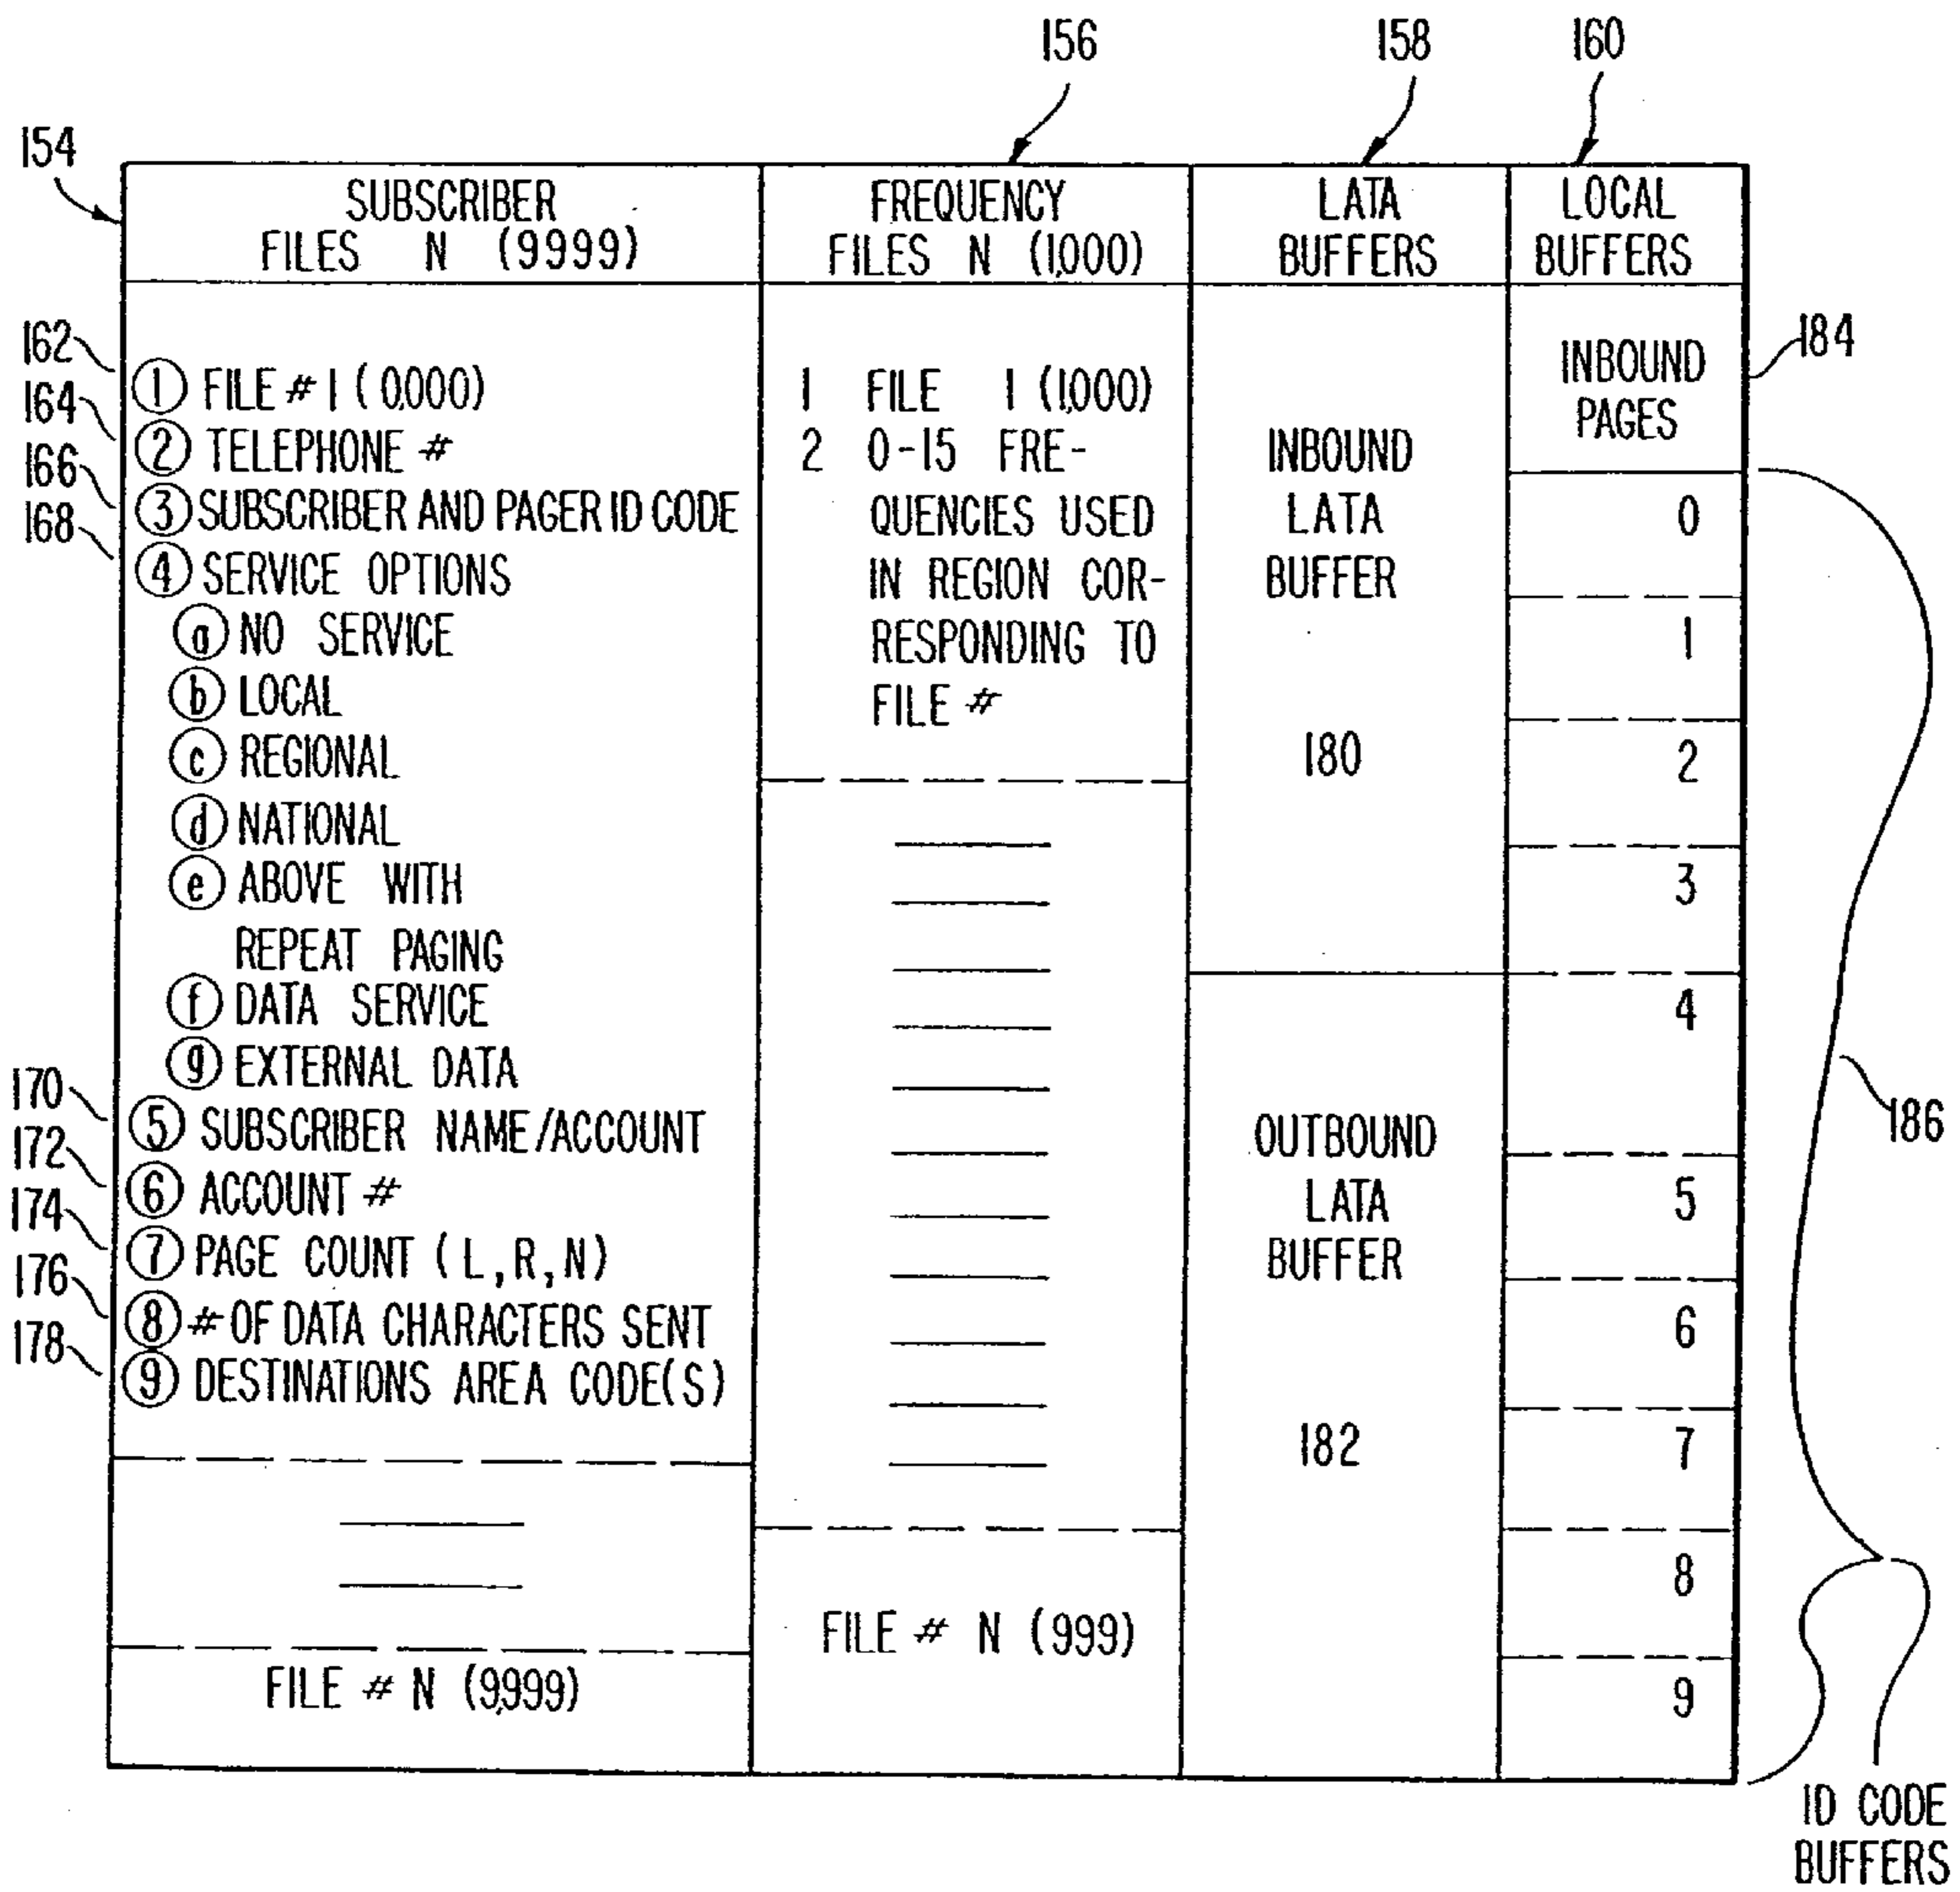 156
158
160
154
SUBSCRIBER
FILES N (9999)
FREQUENCY
FILES N (1,000)
LATA
BUFFERS
LOCAL
BUFFERS
162
① FILE # 1 (0,000)
164
② TELEPHONE #
166
③ SUBSCRIBER AND PAGER ID CODE
168
④ SERVICE OPTIONS
ⓐ NO SERVICE
ⓑ LOCAL
ⓒ REGIONAL
ⓓ NATIONAL
ⓔ ABOVE WITH
REPEAT PAGING
ⓕ DATA SERVICE
ⓖ EXTERNAL DATA
170
⑤ SUBSCRIBER NAME/ACCOUNT
172
⑥ ACCOUNT #
174
⑦ PAGE COUNT (L,R,N)
176
⑧ # OF DATA CHARACTERS SENT
178
⑨ DESTINATIONS AREA CODE(S)
FILE # N (9,999)
1 FILE 1 (1,000)
2 0-15 FRE-
QUENCIES USED
IN REGION COR-
RESPONDING TO
FILE #
FILE # N (999)
INBOUND
LATA
BUFFER
180
OUTBOUND
LATA
BUFFER
182
INBOUND
PAGES
184
0
1
2
3
4
5
6
7
8
9
186
ID CODE
BUFFERS